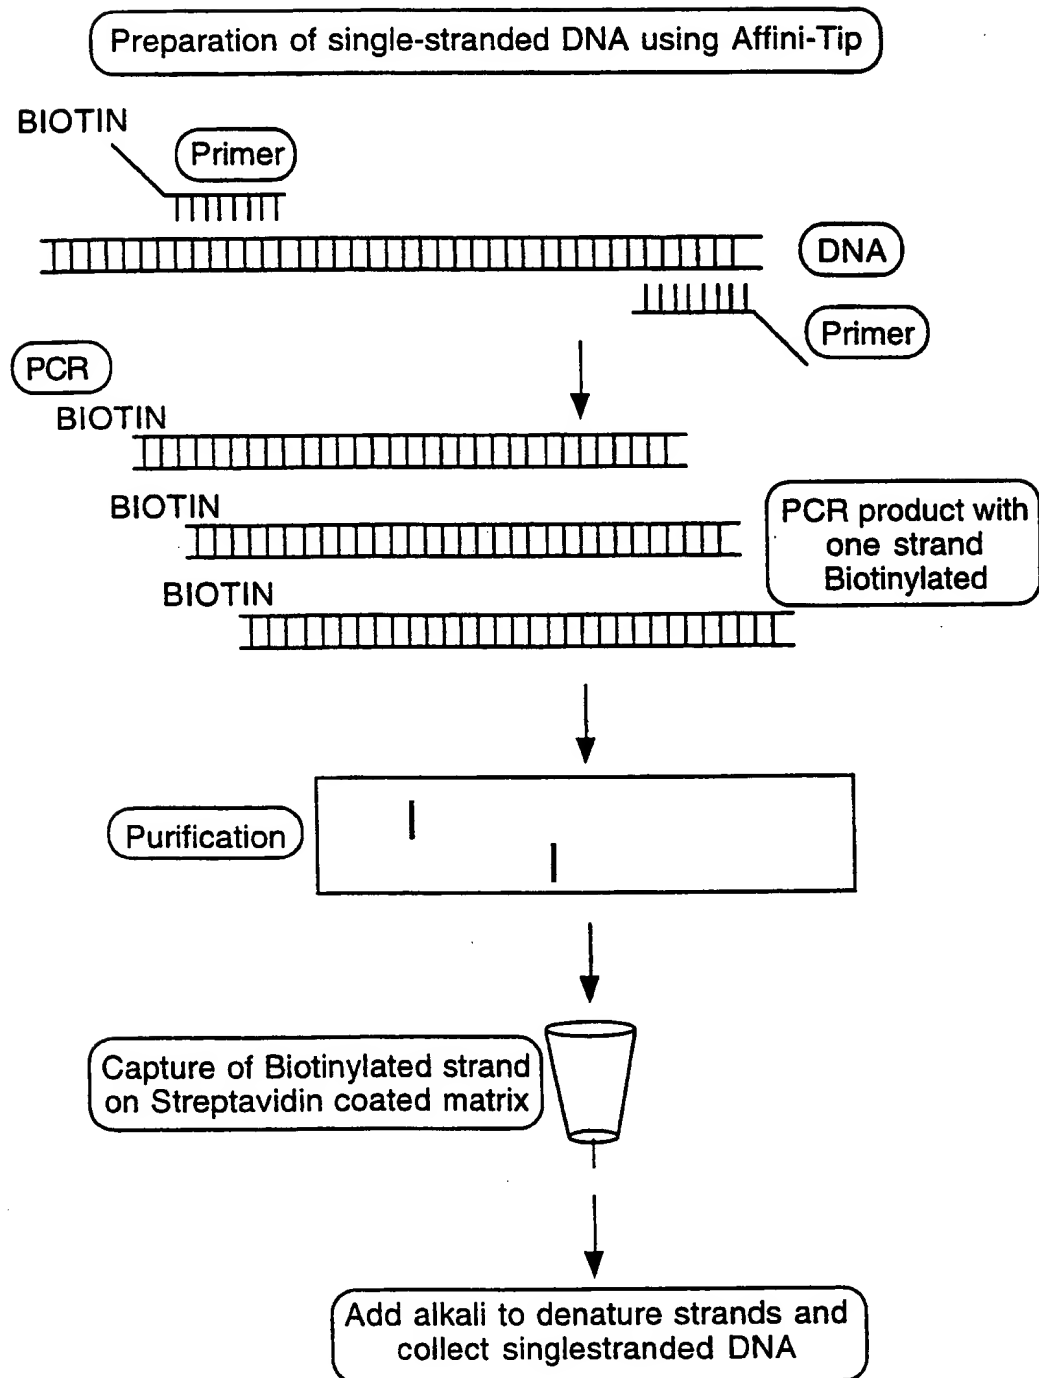 Preparation of single-stranded DNA using Affini-Tip
BIOTIN
Primer
DNA
Primer
PCR
BIOTIN
BIOTIN
PCR product with
one strand
Biotinylated
BIOTIN
Purification
Capture of Biotinylated strand
on Streptavidin coated matrix
Add alkali to denature strands and
collect singlestranded DNA